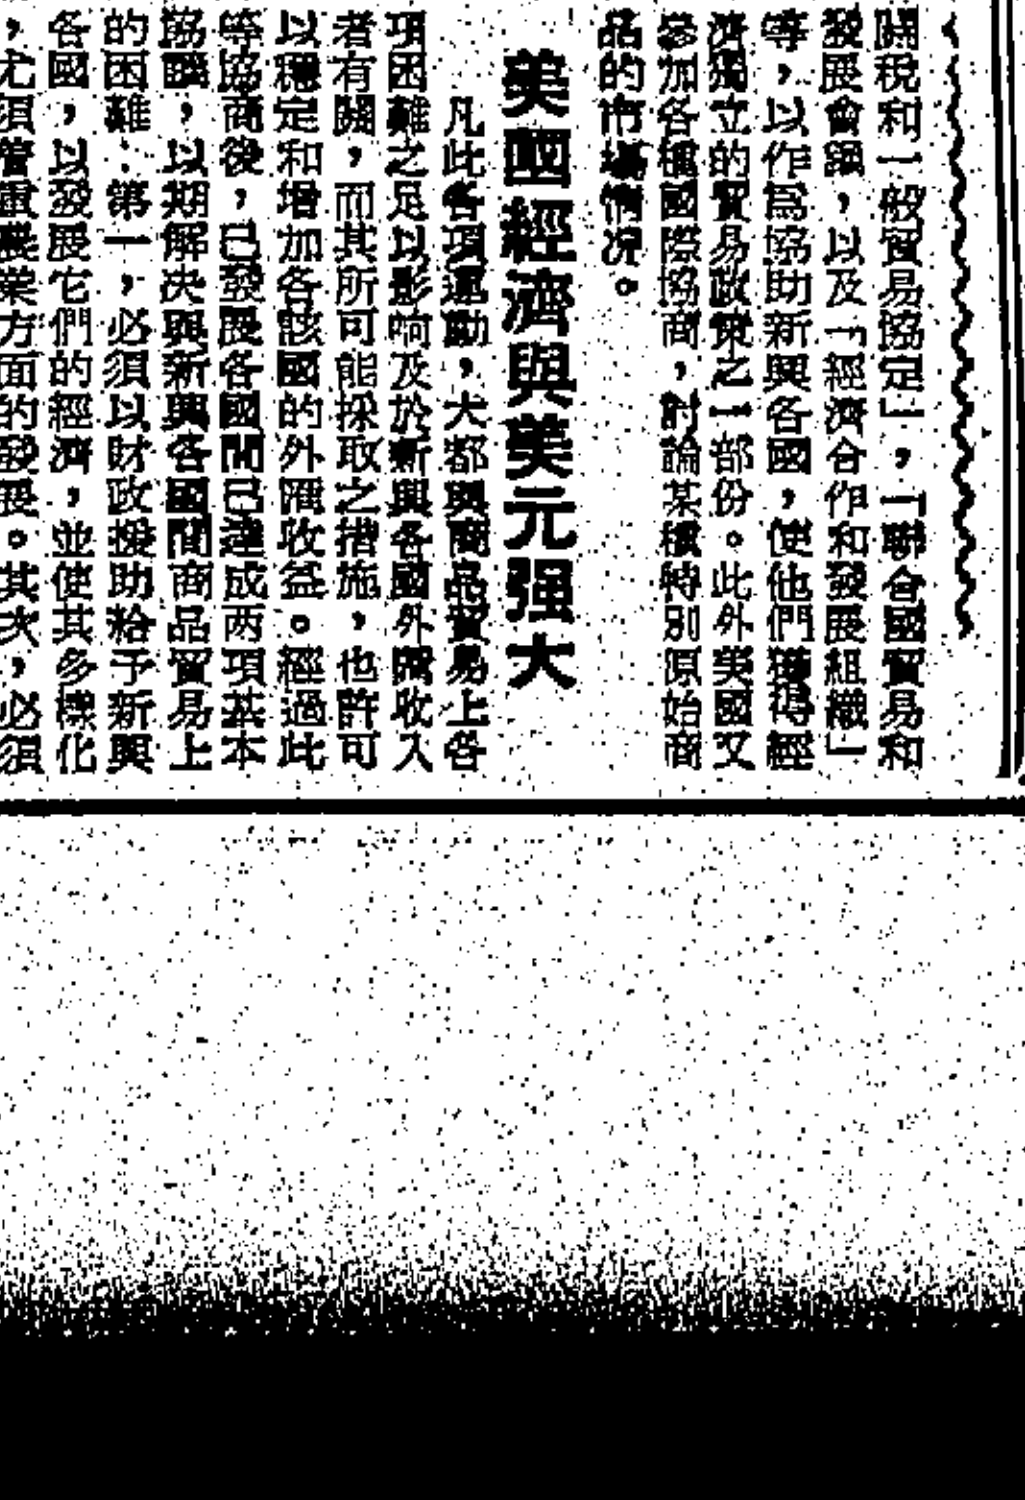 關稅和一般貿易協定」，「聯合國貿易和
發展會議，以及「經濟合作和發展組織」
等，以作爲協助新興各國，使他們獲得經
濟獨立的貿易政策之一部份。此外美國又
參加各種國際協商，討論某種特別原始商
品的市場情况。
美國經濟與美元强大
凡此各項運動，大都與商品貿易上各
項困難之足以影响及於新興各國外匯收入
者有關，而其所可能採取之措施，也許可
以穩定和增加各該國的外匯收益。經過此
等協商後，已發展各國間已達成两項基本
協議，以期解决與新興各國間商品貿易上
的困難：第一，必須以財政援助給予新興
各國，以發展它們的經濟，並使其多樣化
，尤須管重農業方面的發展。其次，必須